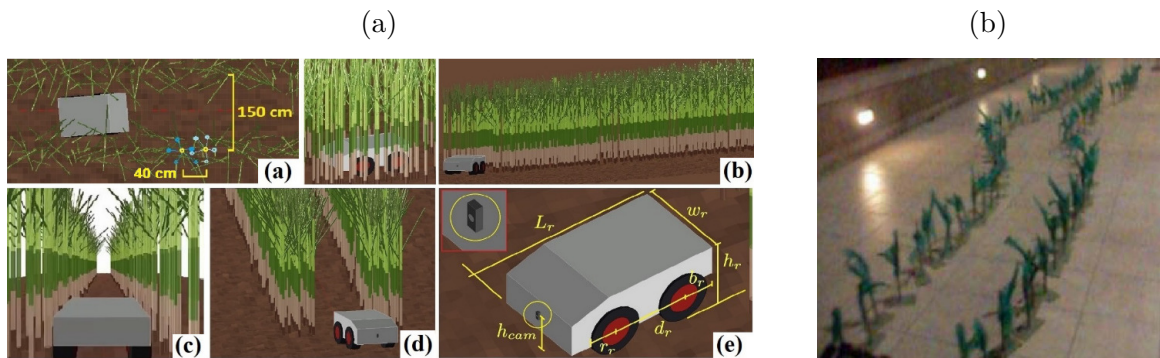 (a)
(b)
150 cm
40 cm
(a)
(b)
(c)
(d)
L_r
w_r
h_r
b_r
d_r
r_r
h_cam
(e)